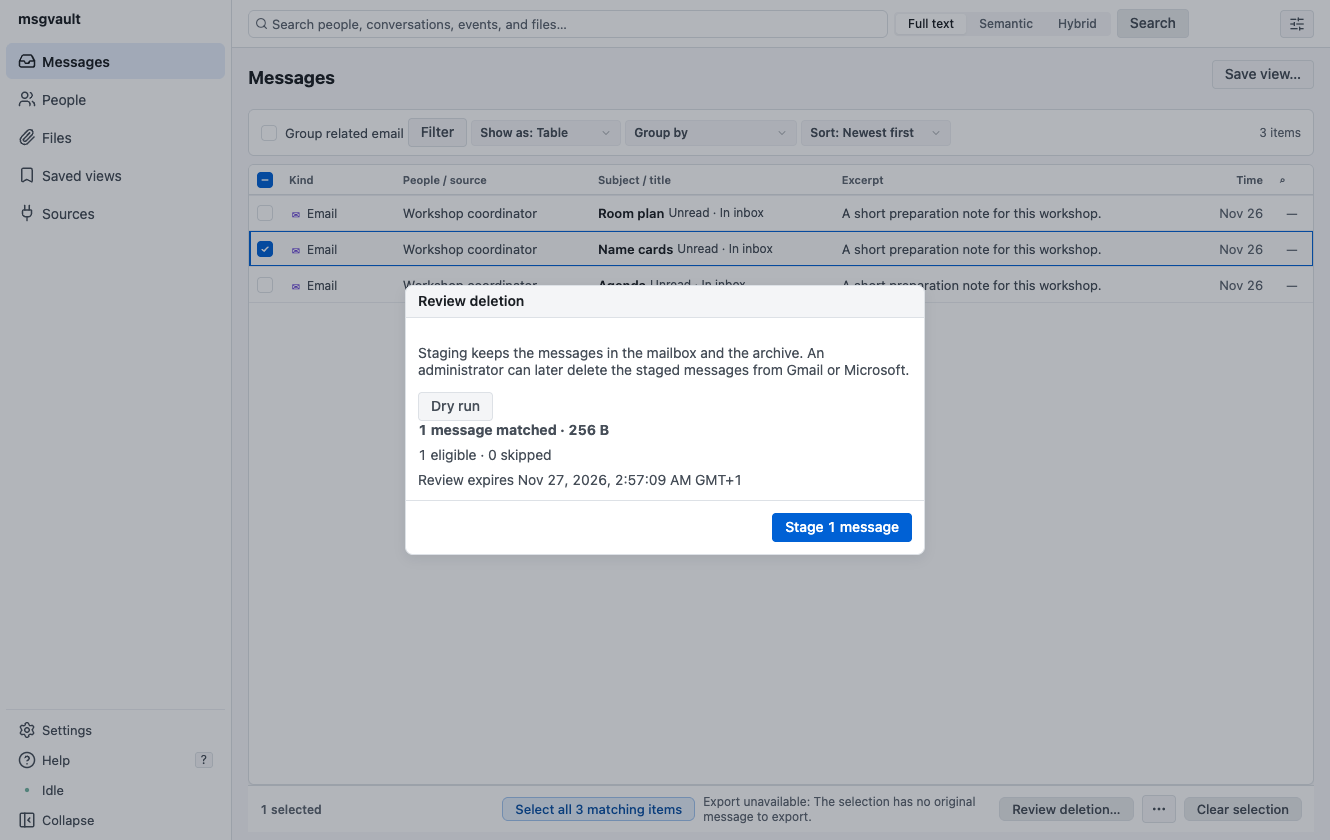 msgvault
Search people, conversations, events, and files...
Full text
Semantic
Hybrid
Search
Messages
People
Files
Saved views
Sources
Messages
Save view...
Group related email
Filter
Show as: Table
Group by
Sort: Newest first
3 items
Kind People / source Subject / title Excerpt Time
Email Workshop coordinator Room plan Unread · In inbox A short preparation note for this workshop. Nov 26 —
Email Workshop coordinator Name cards Unread · In inbox A short preparation note for this workshop. Nov 26 —
Email Workshop coordinator Agenda Unread · In inbox A short preparation note for this workshop. Nov 26 —
Review deletion
Staging keeps the messages in the mailbox and the archive. An
administrator can later delete the staged messages from Gmail or Microsoft.
Dry run
1 message matched · 256 B
1 eligible · 0 skipped
Review expires Nov 27, 2026, 2:57:09 AM GMT+1
Stage 1 message
Settings
Help ?
Idle
Collapse
1 selected
Select all 3 matching items
Export unavailable: The selection has no original
message to export.
Review deletion...
...
Clear selection